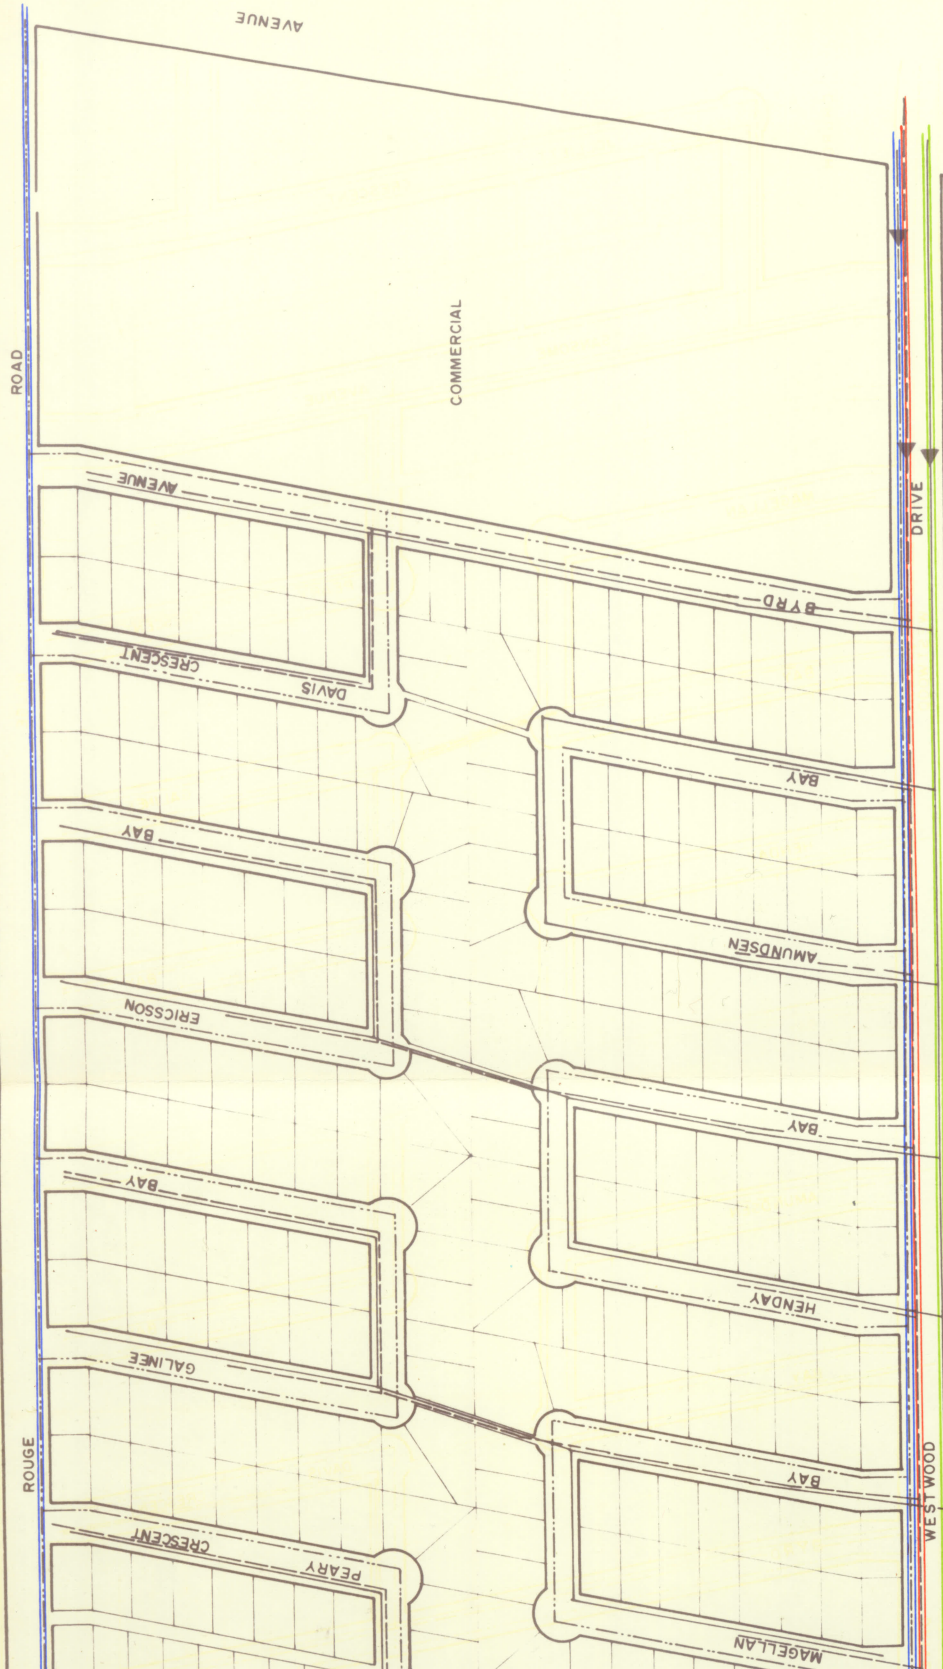 AVENUE
ROAD
COMMERCIAL
AVENUE
DRIVE
BYRD
CRESCENT
DAVIS
BAY
BAY
AMUNDSEN
ERICSSON
BAY
BAY
HENDAY
GALINEE
ROUGE
BAY
WESTWOOD
CRESCENT
PEARY
MAGELLAN